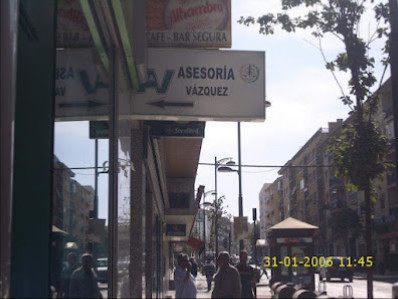 Alhambra
CAFE - BAR SEGURA
ASESORÍA
VÁZQUEZ
31-01-2006 11:45